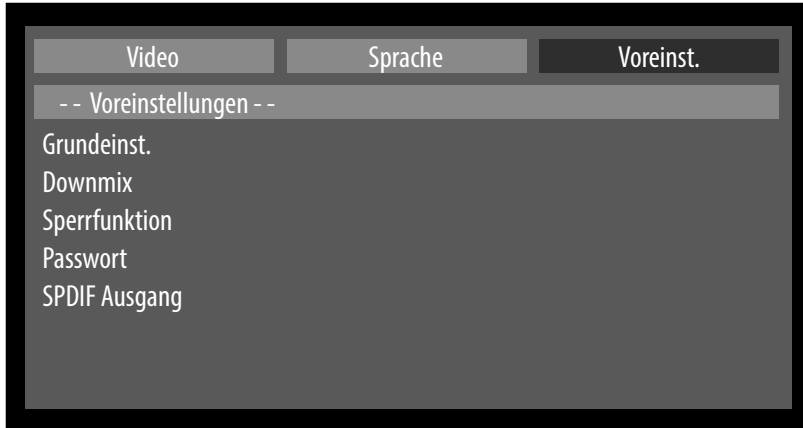 Video Sprache Voreinst.
- - Voreinstellungen - -
Grundeinst.
Downmix
Sperrfunktion
Passwort
SPDIF Ausgang